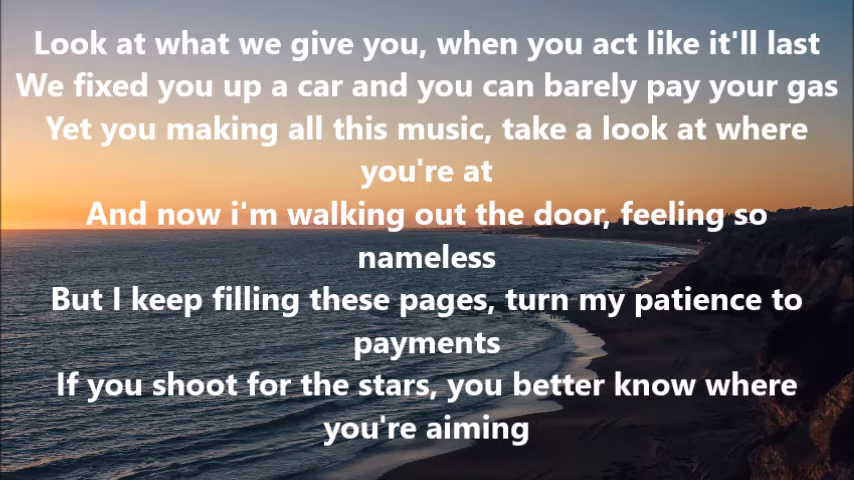 Look at what we give you, when you act like it'll last
We fixed you up a car and you can barely pay your gas
Yet you making all this music, take a look at where
you're at
And now i'm walking out the door, feeling so
nameless
But I keep filling these pages, turn my patience to
payments
If you shoot for the stars, you better know where
you're aiming